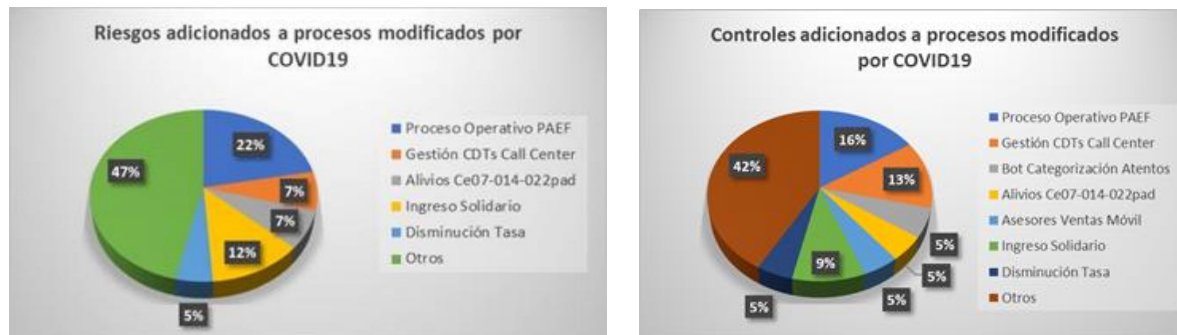 Riesgos adicionados a procesos modificados por
COVID19
22%
7%
7%
12%
5%
47%
Proceso Operativo PAEF
Gestión CDTs Call Center
Alivios Ce07-014-022pad
Ingreso Solidario
Disminución Tasa
Otros
Controles adicionados a procesos modificados
por COVID19
16%
13%
5%
5%
5%
9%
5%
42%
Proceso Operativo PAEF
Gestión CDTs Call Center
Bot Categorización Atentos
Alivios Ce07-014-022pad
Asesores Ventas Móvil
Ingreso Solidario
Disminución Tasa
Otros